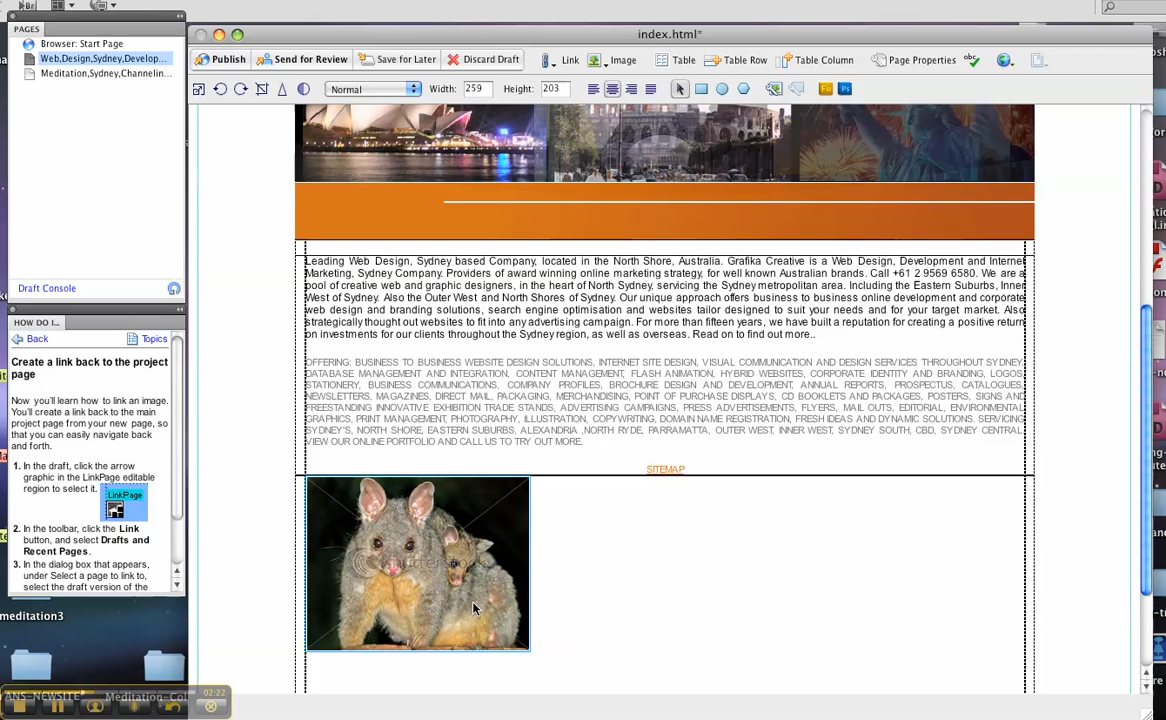 Br
PAGES
index.html*
Browser: Start Page
Web,Design,Sydney,Develop...
Meditation,Sydney,Channelin...
Publish Send for Review Save for Later Discard Draft Link Image Table Table Row Table Column Page Properties abc
Normal Width: 259 Height: 203 Fw Ps
Draft Console
HOW DO I...
Back Topics
Create a link back to the project
page
Now you'll learn how to link an image.
You'll create a link back to the main
project page from your new page, so
that you can easily navigate back
and forth.
1. In the draft, click the arrow
graphic in the LinkPage editable
region to select it.
LinkPage
2. In the toolbar, click the Link
button, and select Drafts and
Recent Pages.
3. In the dialog box that appears,
under Select a page to link to,
select the draft version of the
Leading Web Design, Sydney based Company, located in the North Shore, Australia. Grafika Creative is a Web Design, Development and Internet
Marketing, Sydney Company. Providers of award winning online marketing strategy, for well known Australian brands. Call +61 2 9569 6580. We are a
pool of creative web and graphic designers, in the heart of North Sydney, servicing the Sydney metropolitan area. Including the Eastern Suburbs, Inner
West of Sydney. Also the Outer West and North Shores of Sydney. Our unique approach offers business to business online development and corporate
web design and branding solutions, search engine optimisation and websites tailor designed to suit your needs and for your target market. Also
strategically thought out websites to fit into any advertising campaign. For more than fifteen years, we have built a reputation for creating a positive return
on investments for our clients throughout the Sydney region, as well as overseas. Read on to find out more..
OFFERING: BUSINESS TO BUSINESS WEBSITE DESIGN SOLUTIONS, INTERNET SITE DESIGN, VISUAL COMMUNICATION AND DESIGN SERVICES THROUGHOUT SYDNEY,
DATABASE MANAGEMENT AND INTEGRATION, CONTENT MANAGEMENT, FLASH ANIMATION, HYBRID WEBSITES, CORPORATE IDENTITY AND BRANDING, LOGOS,
STATIONERY, BUSINESS COMMUNICATIONS, COMPANY PROFILES, BROCHURE DESIGN AND DEVELOPMENT, ANNUAL REPORTS, PROSPECTUS, CATALOGUES,
NEWSLETTERS, MAGAZINES, DIRECT MAIL, PACKAGING, MERCHANDISING, POINT OF PURCHASE DISPLAYS, CD BOOKLETS AND PACKAGES, POSTERS, SIGNS AND
FREESTANDING INNOVATIVE EXHIBITION TRADE STANDS, ADVERTISING CAMPAIGNS, PRESS ADVERTISEMENTS, FLYERS, MAIL OUTS, EDITORIAL, ENVIRONMENTAL
GRAPHICS, PRINT MANAGEMENT, PHOTOGRAPHY, ILLUSTRATION, COPYWRITING, DOMAIN NAME REGISTRATION, FRESH IDEAS AND DYNAMIC SOLUTIONS. SERVICING
SYDNEY'S, NORTH SHORE, EASTERN SUBURBS, ALEXANDRIA ,NORTH RYDE, PARRAMATTA, OUTER WEST, INNER WEST, SYDNEY SOUTH, CBD, SYDNEY CENTRAL.
VIEW OUR ONLINE PORTFOLIO AND CALL US TO TRY OUT MORE.
SITEMAP
meditation3
ANS-NEWSITE Meditation-Col
02:22